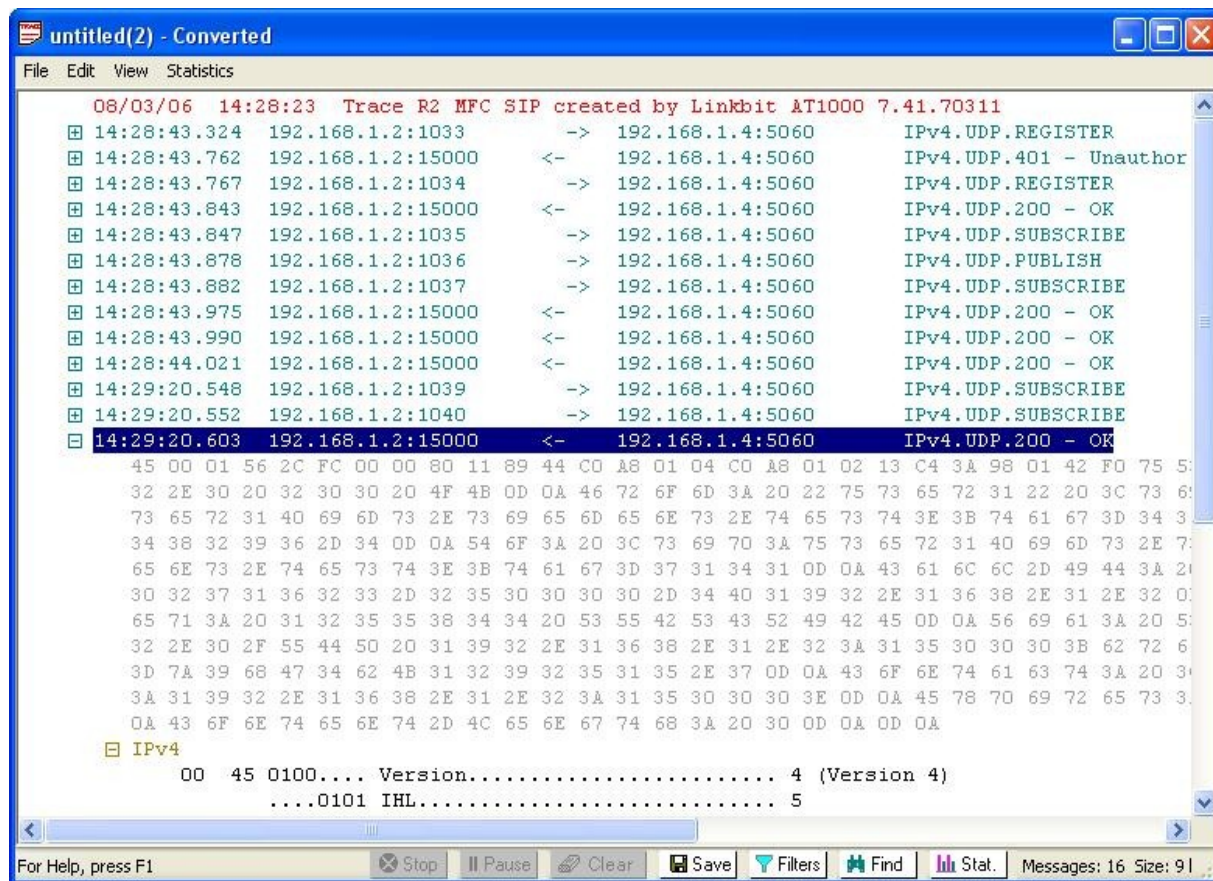 untitled(2) - Converted
File Edit View Statistics
08/03/06 14:28:23 Trace R2 MFC SIP created by Linkbit AT1000 7.41.70311
14:28:43.324 192.168.1.2:1033 -> 192.168.1.4:5060 IPv4.UDP.REGISTER
14:28:43.762 192.168.1.2:15000 <- 192.168.1.4:5060 IPv4.UDP.401 - Unauthor
14:28:43.767 192.168.1.2:1034 -> 192.168.1.4:5060 IPv4.UDP.REGISTER
14:28:43.843 192.168.1.2:15000 <- 192.168.1.4:5060 IPv4.UDP.200 - OK
14:28:43.847 192.168.1.2:1035 -> 192.168.1.4:5060 IPv4.UDP.SUBSCRIBE
14:28:43.878 192.168.1.2:1036 -> 192.168.1.4:5060 IPv4.UDP.PUBLISH
14:28:43.882 192.168.1.2:1037 -> 192.168.1.4:5060 IPv4.UDP.SUBSCRIBE
14:28:43.975 192.168.1.2:15000 <- 192.168.1.4:5060 IPv4.UDP.200 - OK
14:28:43.990 192.168.1.2:15000 <- 192.168.1.4:5060 IPv4.UDP.200 - OK
14:28:44.021 192.168.1.2:15000 <- 192.168.1.4:5060 IPv4.UDP.200 - OK
14:29:20.548 192.168.1.2:1039 -> 192.168.1.4:5060 IPv4.UDP.SUBSCRIBE
14:29:20.552 192.168.1.2:1040 -> 192.168.1.4:5060 IPv4.UDP.SUBSCRIBE
14:29:20.603 192.168.1.2:15000 <- 192.168.1.4:5060 IPv4.UDP.200 - OK
45 00 01 56 2C FC 00 00 80 11 89 44 C0 A8 01 04 C0 A8 01 02 13 C4 3A 98 01 42 F0 75
32 2E 30 20 32 30 30 20 4F 4B 0D 0A 46 72 6F 6D 3A 20 22 75 73 65 72 31 22 20 3C 73
73 65 72 31 40 69 6D 73 2E 73 69 65 6D 65 6E 73 2E 74 65 73 74 3E 3B 74 61 67 3D 34
34 38 32 39 36 2D 34 0D 0A 54 6F 3A 20 3C 73 69 70 3A 75 73 65 72 31 40 69 6D 73 2E
65 6E 73 2E 74 65 73 74 3E 3B 74 61 67 3D 37 31 34 31 0D 0A 43 61 6C 6C 2D 49 44 3A
30 32 37 31 36 32 33 2D 32 35 30 30 30 30 2D 34 40 31 39 32 2E 31 36 38 2E 31 2E 32
65 71 3A 20 31 32 35 35 38 34 34 20 53 55 42 53 43 52 49 42 45 0D 0A 56 69 61 3A 20
32 2E 30 2F 55 44 50 20 31 39 32 2E 31 36 38 2E 31 2E 32 3A 31 35 30 30 30 3B 62 72
3D 7A 39 68 47 34 62 4B 31 32 39 32 35 31 35 2E 37 0D 0A 43 6F 6E 74 61 63 74 3A 20
3A 31 39 32 2E 31 36 38 2E 31 2E 32 3A 31 35 30 30 30 3E 0D 0A 45 78 70 69 72 65 73
0A 43 6F 6E 74 65 6E 74 2D 4C 65 6E 67 74 68 3A 20 30 0D 0A 0D 0A
IPv4
00 45 0100.... Version.......................... 4 (Version 4)
....0101 IHL.............................. 5
For Help, press F1 Stop Pause Clear Save Filters Find Stat. Messages: 16 Size: 9